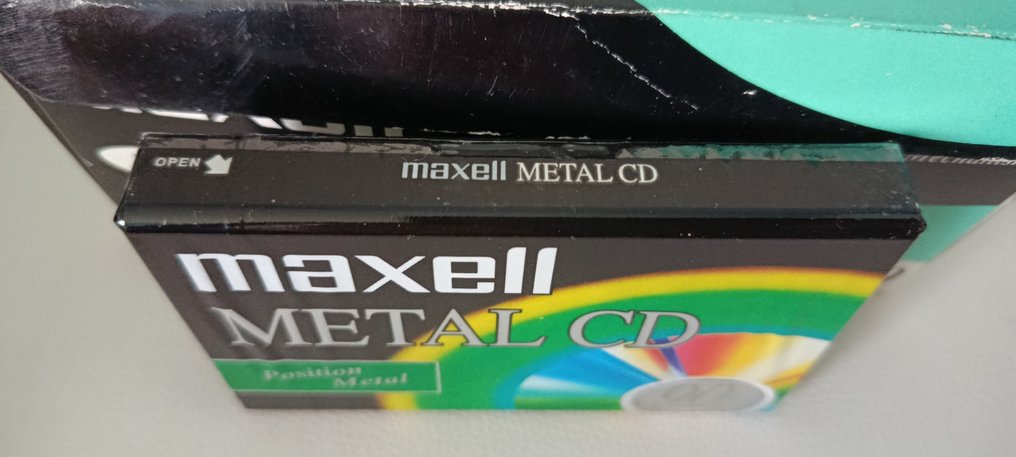 OPEN
maxell METAL CD
maxell
METAL CD
Position
Metal